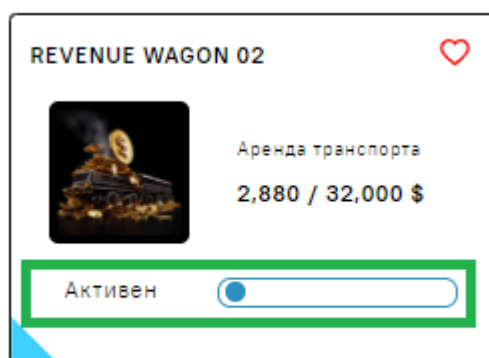 REVENUE WAGON 02
Аренда транспорта
2,880 / 32,000 $
Активен